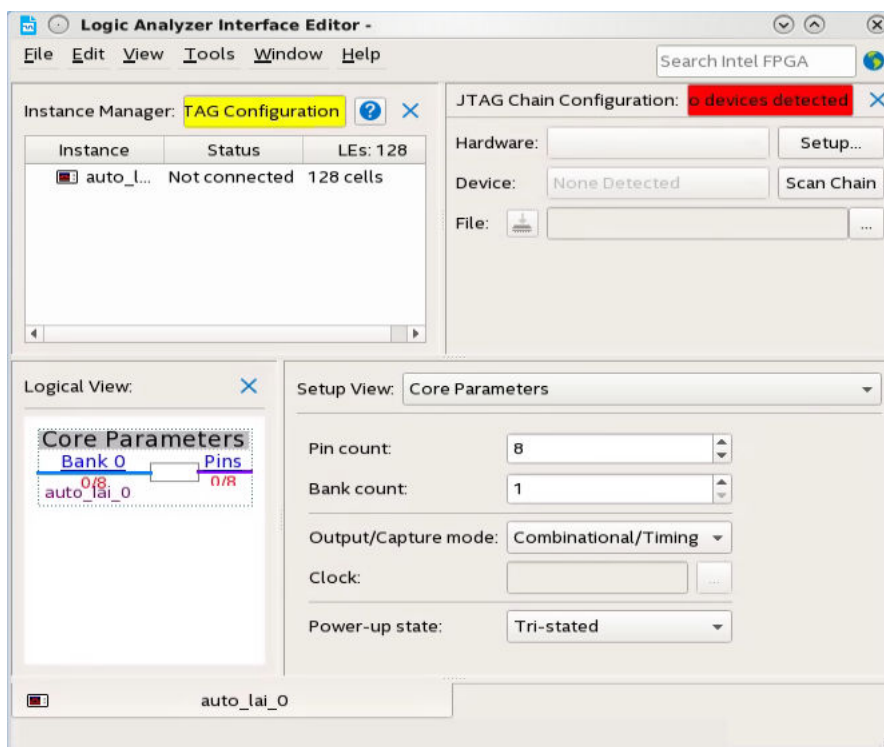 Logic Analyzer Interface Editor -
File Edit View Tools Window Help
Search Intel FPGA
Instance Manager: TAG Configuration
Instance Status LEs: 128
auto_l... Not connected 128 cells
JTAG Chain Configuration: o devices detected
Hardware: Setup...
Device: None Detected Scan Chain
File: ...
Logical View:
Core Parameters
Bank 0 Pins
0/8 0/8
auto_lai_0
Setup View: Core Parameters
Pin count: 8
Bank count: 1
Output/Capture mode: Combinational/Timing
Clock: ...
Power-up state: Tri-stated
auto_lai_0